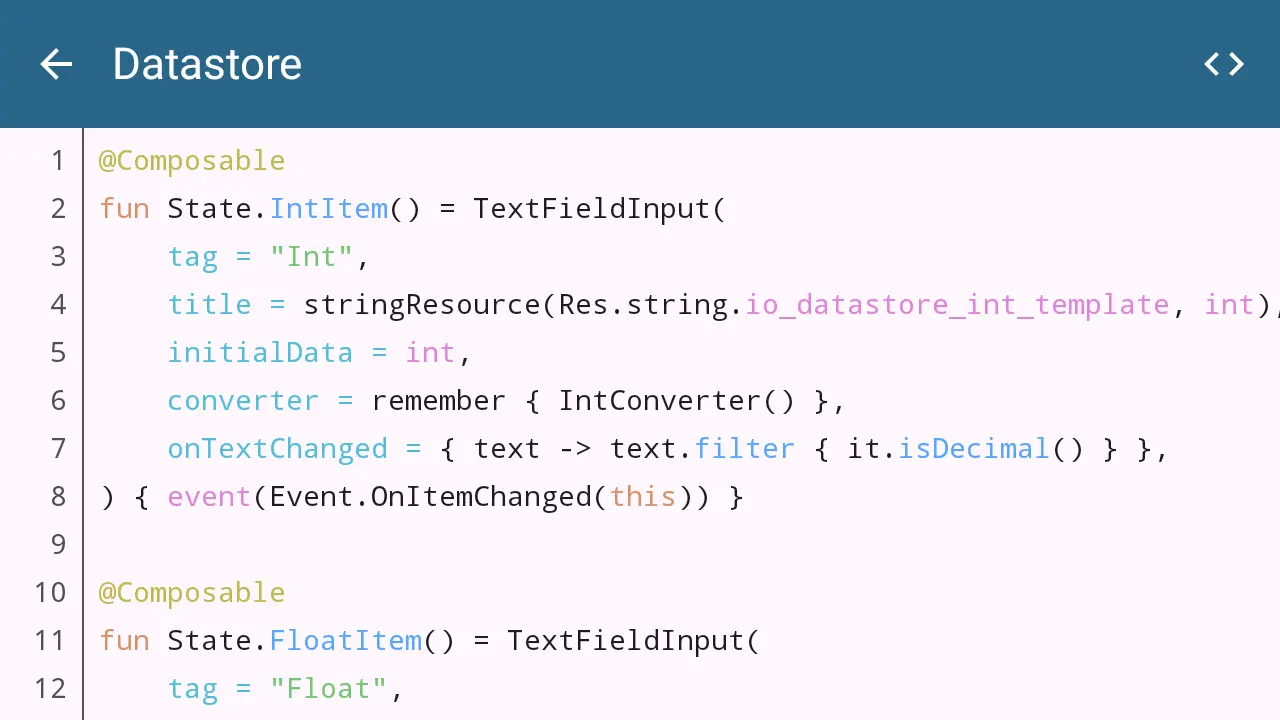 Datastore
1 @Composable
2 fun State.IntItem() = TextFieldInput(
3 tag = "Int",
4 title = stringResource(Res.string.io_datastore_int_template, int),
5 initialData = int,
6 converter = remember { IntConverter() },
7 onTextChanged = { text -> text.filter { it.isDecimal() } },
8 ) { event(Event.OnItemChanged(this)) }
9
10 @Composable
11 fun State.FloatItem() = TextFieldInput(
12 tag = "Float",